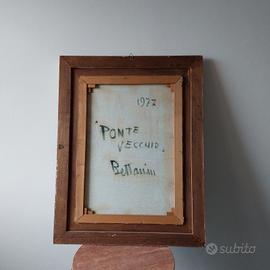 1977
"PONTE
VECCHIO"
Bettarini
subito